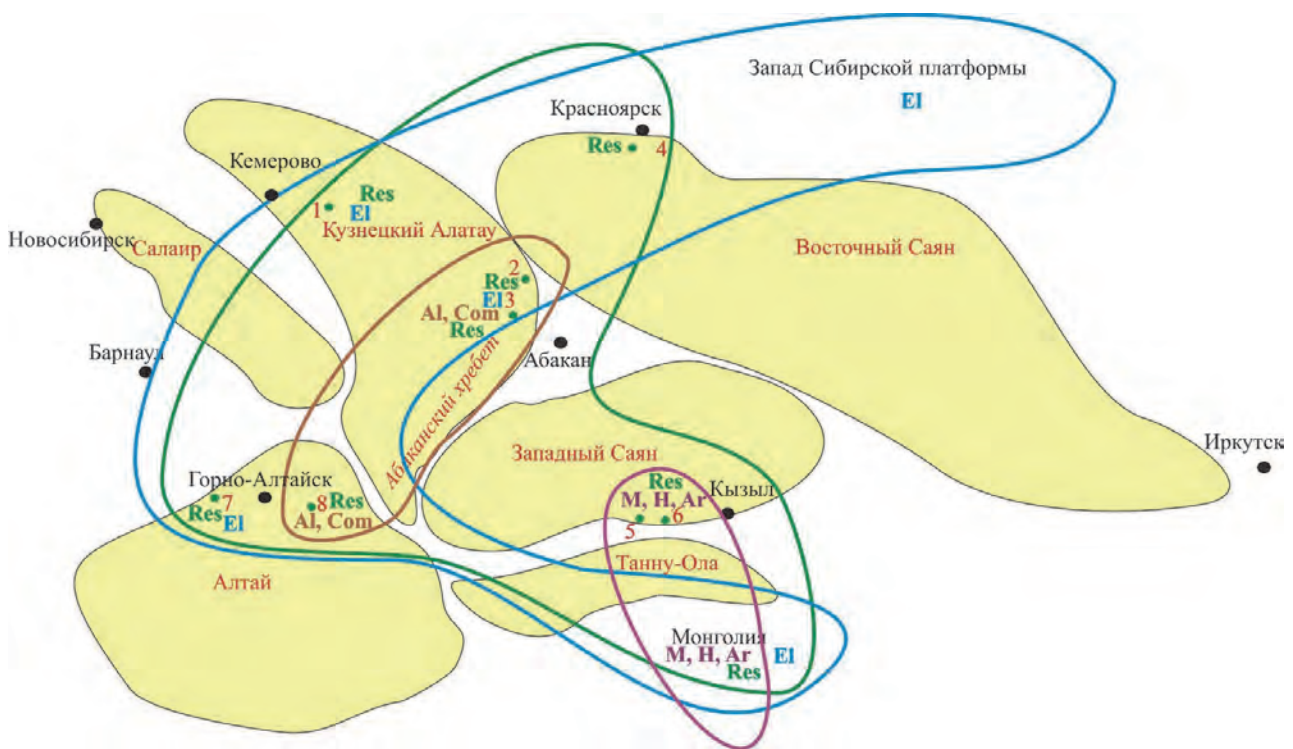 Запад Сибирской платформы
El
Красноярск
Res 4
Кемерово
Res
1 El
Кузнецкий Алатау
Новосибирск
Салаир
Восточный Саян
2
Res
El 3
Al, Com
Res
Абакан
Барнаул
Абаканский хребет
Западный Саян
Иркутск
Горно-Алтайск
7
Res
El
8 Res
Al, Com
Res
M, H, Ar
Кызыл
5 6
Танну-Ола
Алтай
Монголия
M, H, Ar El
Res